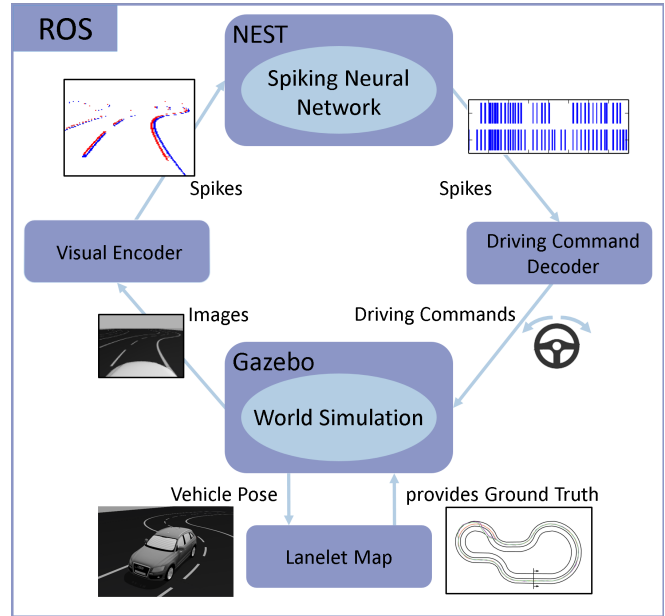 ROS
NEST
Spiking Neural
Network
Spikes
Spikes
Visual Encoder
Driving Command
Decoder
Images
Driving Commands
Gazebo
World Simulation
Vehicle Pose
provides Ground Truth
Lanelet Map